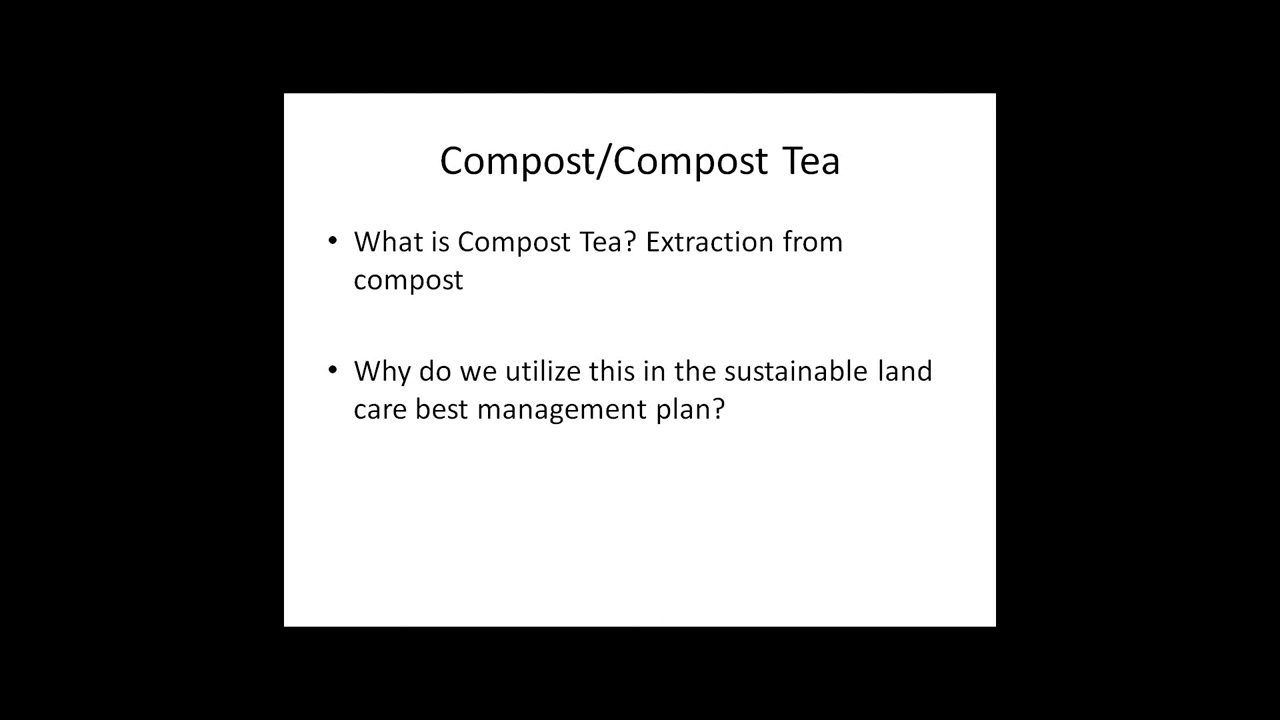 Compost/Compost Tea
• What is Compost Tea? Extraction from
compost
• Why do we utilize this in the sustainable land
care best management plan?